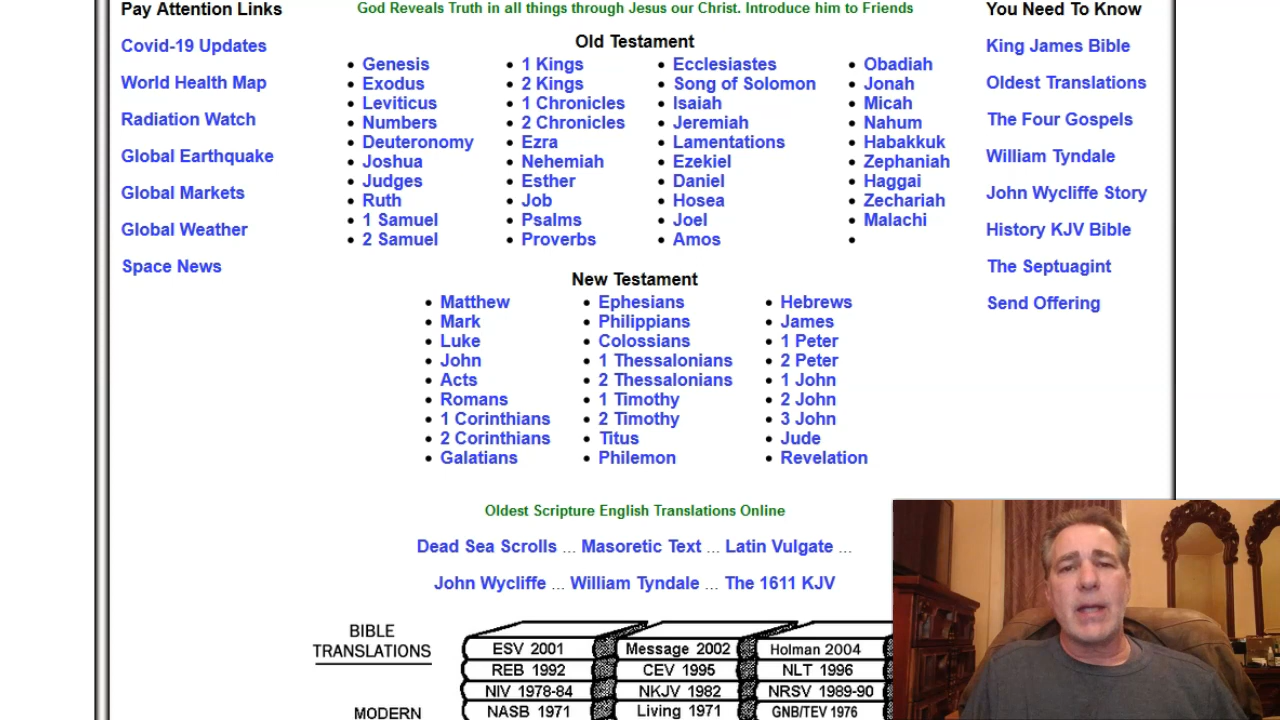 Pay Attention Links
Covid-19 Updates
World Health Map
Radiation Watch
Global Earthquake
Global Markets
Global Weather
Space News
God Reveals Truth in all things through Jesus our Christ. Introduce him to Friends
Old Testament
Genesis
Exodus
Leviticus
Numbers
Deuteronomy
Joshua
Judges
Ruth
1 Samuel
2 Samuel
1 Kings
2 Kings
1 Chronicles
2 Chronicles
Ezra
Nehemiah
Esther
Job
Psalms
Proverbs
Ecclesiastes
Song of Solomon
Isaiah
Jeremiah
Lamentations
Ezekiel
Daniel
Hosea
Joel
Amos
Obadiah
Jonah
Micah
Nahum
Habakkuk
Zephaniah
Haggai
Zechariah
Malachi
New Testament
Matthew
Mark
Luke
John
Acts
Romans
1 Corinthians
2 Corinthians
Galatians
Ephesians
Philippians
Colossians
1 Thessalonians
2 Thessalonians
1 Timothy
2 Timothy
Titus
Philemon
Hebrews
James
1 Peter
2 Peter
1 John
2 John
3 John
Jude
Revelation
Oldest Scripture English Translations Online
Dead Sea Scrolls ... Masoretic Text ... Latin Vulgate ...
John Wycliffe ... William Tyndale ... The 1611 KJV
BIBLE
TRANSLATIONS
MODERN
ESV 2001 Message 2002 Holman 2004
REB 1992 CEV 1995 NLT 1996
NIV 1978-84 NKJV 1982 NRSV 1989-90
NASB 1971 Living 1971 GNB/TEV 1976
You Need To Know
King James Bible
Oldest Translations
The Four Gospels
William Tyndale
John Wycliffe Story
History KJV Bible
The Septuagint
Send Offering